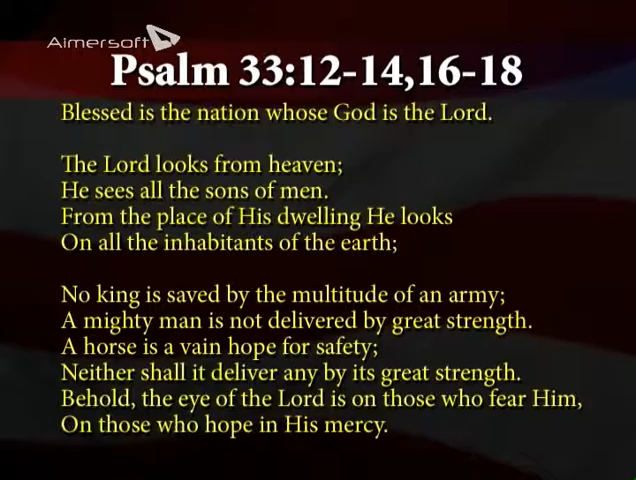 Aimersoft
Psalm 33:12-14,16-18
Blessed is the nation whose God is the Lord.
The Lord looks from heaven;
He sees all the sons of men.
From the place of His dwelling He looks
On all the inhabitants of the earth;
No king is saved by the multitude of an army;
A mighty man is not delivered by great strength.
A horse is a vain hope for safety;
Neither shall it deliver any by its great strength.
Behold, the eye of the Lord is on those who fear Him,
On those who hope in His mercy.